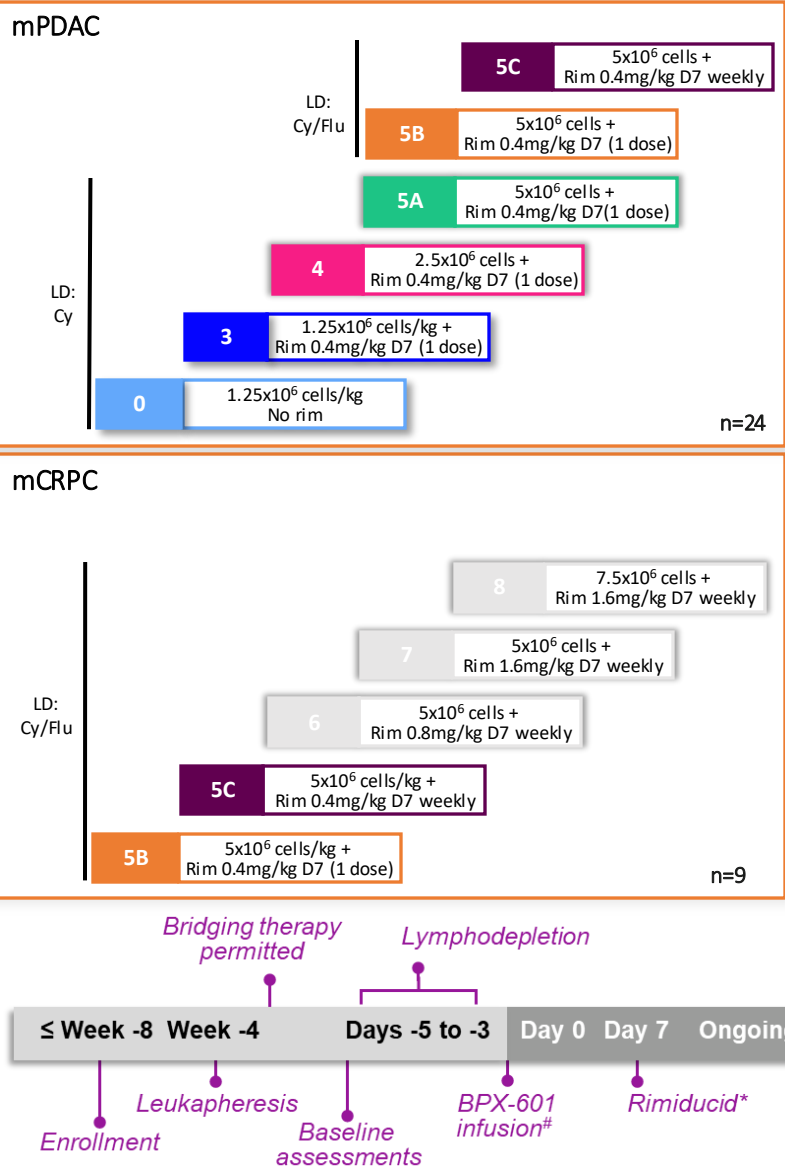 mPDAC
5C
5x10⁶ cells +
Rim 0.4mg/kg D7 weekly
LD:
Cy/Flu
5B
5x10⁶ cells +
Rim 0.4mg/kg D7 (1 dose)
5A
5x10⁶ cells +
Rim 0.4mg/kg D7(1 dose)
4
2.5x10⁶ cells +
Rim 0.4mg/kg D7 (1 dose)
LD:
Cy
3
1.25x10⁶ cells/kg +
Rim 0.4mg/kg D7 (1 dose)
0
1.25x10⁶ cells/kg
No rim
n=24
mCRPC
8
7.5x10⁶ cells +
Rim 1.6mg/kg D7 weekly
7
5x10⁶ cells +
Rim 1.6mg/kg D7 weekly
LD:
Cy/Flu
6
5x10⁶ cells +
Rim 0.8mg/kg D7 weekly
5C
5x10⁶ cells/kg +
Rim 0.4mg/kg D7 weekly
5B
5x10⁶ cells/kg +
Rim 0.4mg/kg D7 (1 dose)
n=9
Bridging therapy
permitted
Lymphodepletion
≤ Week -8 Week -4 Days -5 to -3 Day 0 Day 7 Ongoing
Enrollment
Leukapheresis
Baseline
assessments
BPX-601
infusion#
Rimiducid*